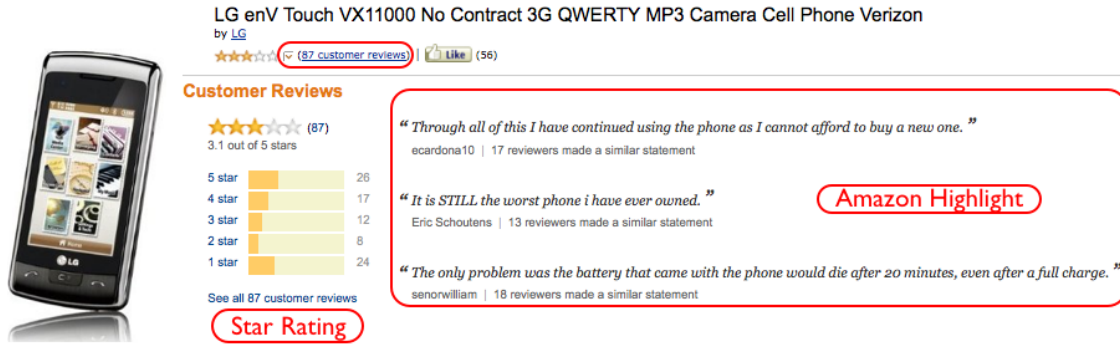 LG enV Touch VX11000 No Contract 3G QWERTY MP3 Camera Cell Phone Verizon
by LG
(87 customer reviews) | Like (56)
Customer Reviews
(87)
3.1 out of 5 stars
5 star 26
4 star 17
3 star 12
2 star 8
1 star 24
See all 87 customer reviews
Star Rating
“ Through all of this I have continued using the phone as I cannot afford to buy a new one. ”
ecardona10 | 17 reviewers made a similar statement
“ It is STILL the worst phone i have ever owned. ”
Eric Schoutens | 13 reviewers made a similar statement
Amazon Highlight
“ The only problem was the battery that came with the phone would die after 20 minutes, even after a full charge. ”
senorwilliam | 18 reviewers made a similar statement
Home
LG